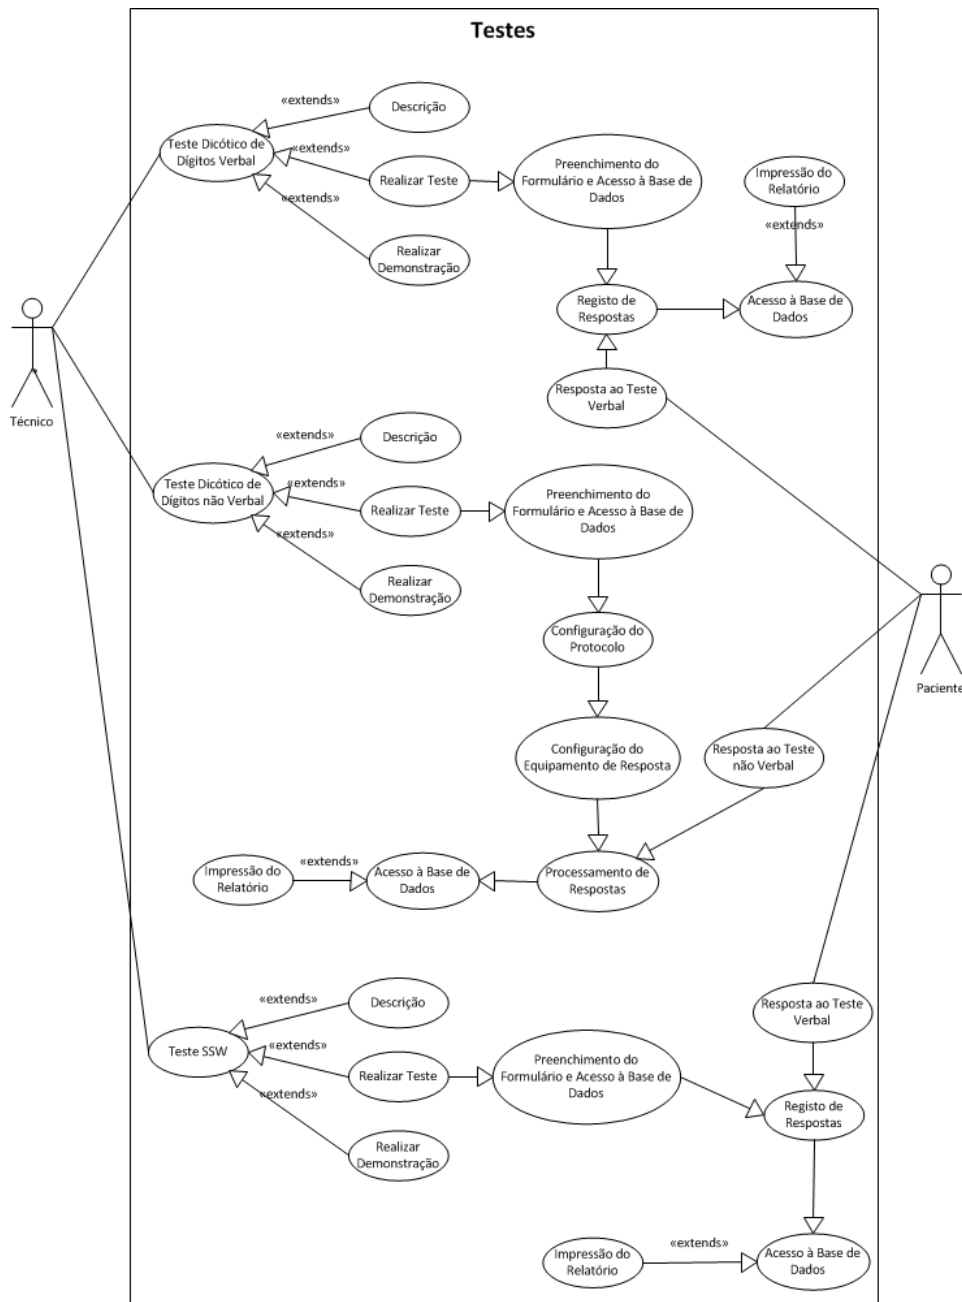 Testes
«extends»
Descrição
Teste Dicótico de
Dígitos Verbal
«extends»
Realizar Teste
Preenchimento do
Formulário e Acesso à Base de
Dados
Impressão do
Relatório
«extends»
«extends»
Realizar
Demonstração
Registo de
Respostas
Acesso à Base de
Dados
Técnico
Resposta ao Teste
Verbal
«extends»
Descrição
Teste Dicótico de
Dígitos não Verbal
«extends»
Realizar Teste
Preenchimento do
Formulário e Acesso à Base de
Dados
«extends»
Realizar
Demonstração
Configuração do
Protocolo
Paciente
Configuração do
Equipamento de Resposta
Resposta ao Teste
não Verbal
Impressão do
Relatório
«extends»
Acesso à Base de
Dados
Processamento de
Respostas
«extends»
Descrição
Resposta ao Teste
Verbal
Teste SSW
«extends»
Realizar Teste
Preenchimento do
Formulário e Acesso à Base de
Dados
«extends»
Registo de
Respostas
Realizar
Demonstração
Impressão do
Relatório
«extends»
Acesso à Base de
Dados